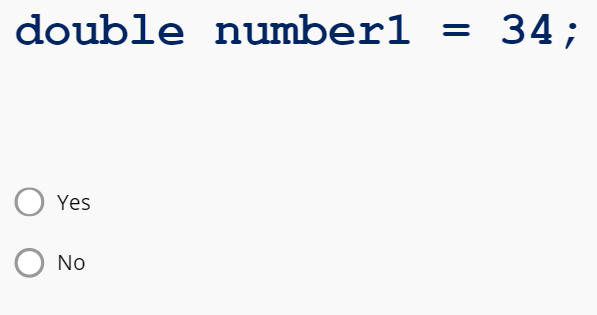 double number1 = 34;
Yes
No